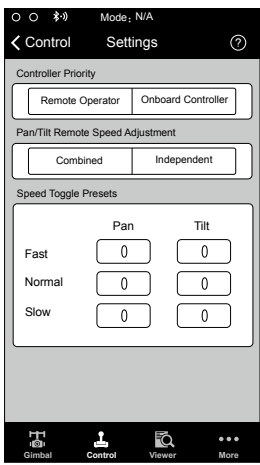 Mode: N/A
Control Settings ?
Controller Priority
Remote Operator Onboard Controller
Pan/Tilt Remote Speed Adjustment
Combined Independent
Speed Toggle Presets
Pan Tilt
Fast 0 0
Normal 0 0
Slow 0 0
Gimbal Control Viewer More